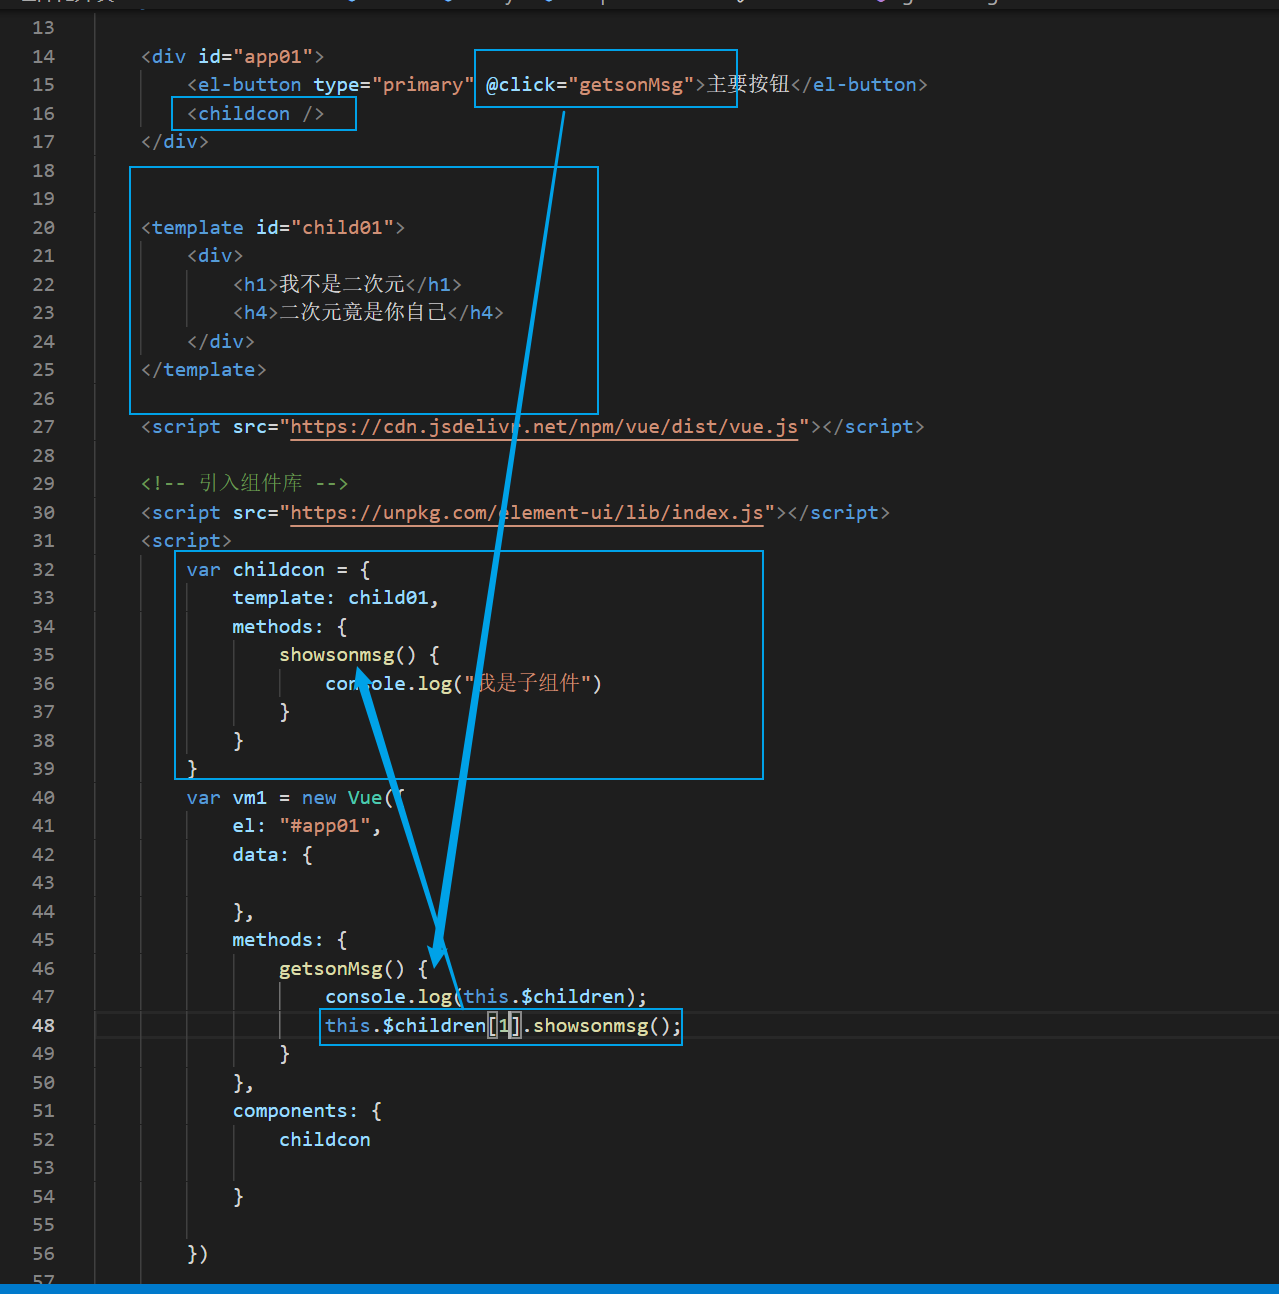 13
14 <div id="app01">
15 <el-button type="primary" @click="getsonMsg">主要按钮</el-button>
16 <childcon />
17 </div>
18
19
20 <template id="child01">
21 <div>
22 <h1>我不是二次元</h1>
23 <h4>二次元竟是你自己</h4>
24 </div>
25 </template>
26
27 <script src="https://cdn.jsdelivr.net/npm/vue/dist/vue.js"></script>
28
29 <!-- 引入组件库 -->
30 <script src="https://unpkg.com/element-ui/lib/index.js"></script>
31 <script>
32 var childcon = {
33 template: child01,
34 methods: {
35 showsonmsg() {
36 console.log("我是子组件")
37 }
38 }
39 }
40 var vm1 = new Vue({
41 el: "#app01",
42 data: {
43
44 },
45 methods: {
46 getsonMsg() {
47 console.log(this.$children);
48 this.$children[1].showsonmsg();
49 }
50 },
51 components: {
52 childcon
53
54 }
55
56 })
57